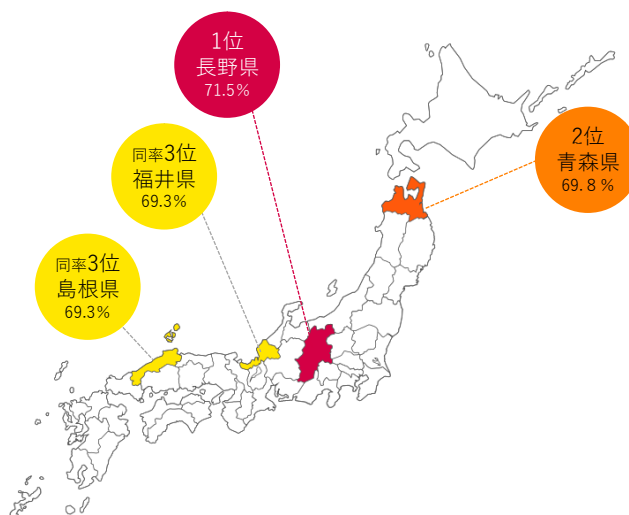 1位
長野県
71.5%
2位
青森県
69.8%
同率3位
福井県
69.3%
同率3位
島根県
69.3%